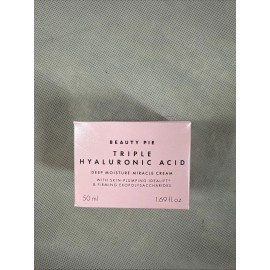 BEAUTY PIE
TRIPLE
HYALURONIC ACID
DEEP MOISTURE MIRACLE CREAM
WITH SKIN-PLUMPING IDEALIFT™
& FIRMING EXOPOLYSACCHARIDES
50 ml 1.69 fl.oz.